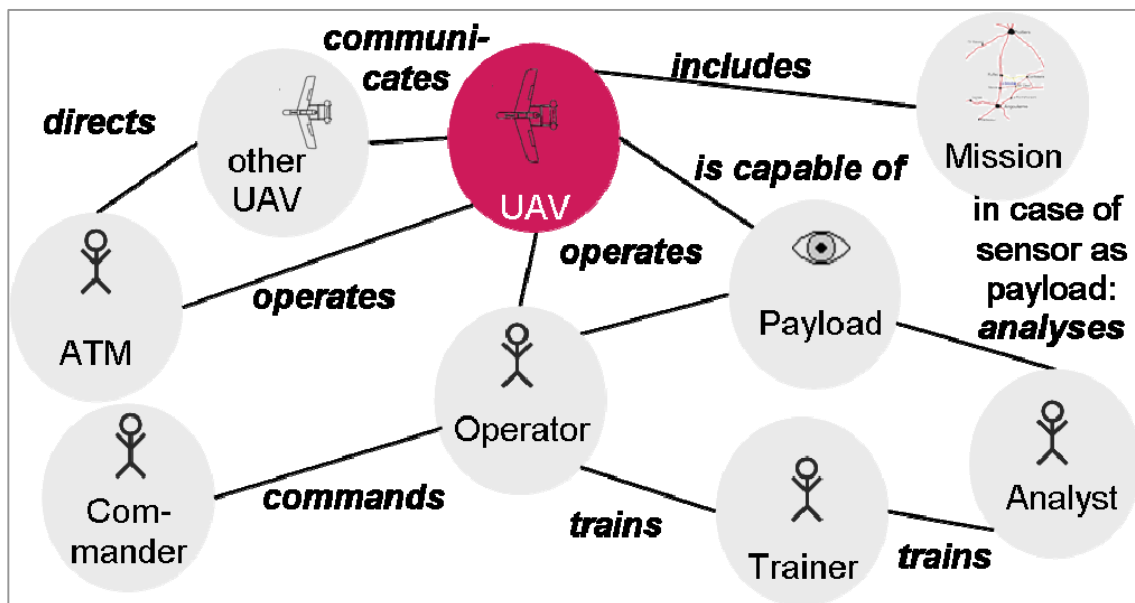 communi-
cates
includes
directs
other
UAV
UAV
Mission
is capable of
in case of
sensor as
payload:
analyses
operates
operates
Payload
ATM
Operator
Com-
mander
commands
trains
Trainer
trains
Analyst